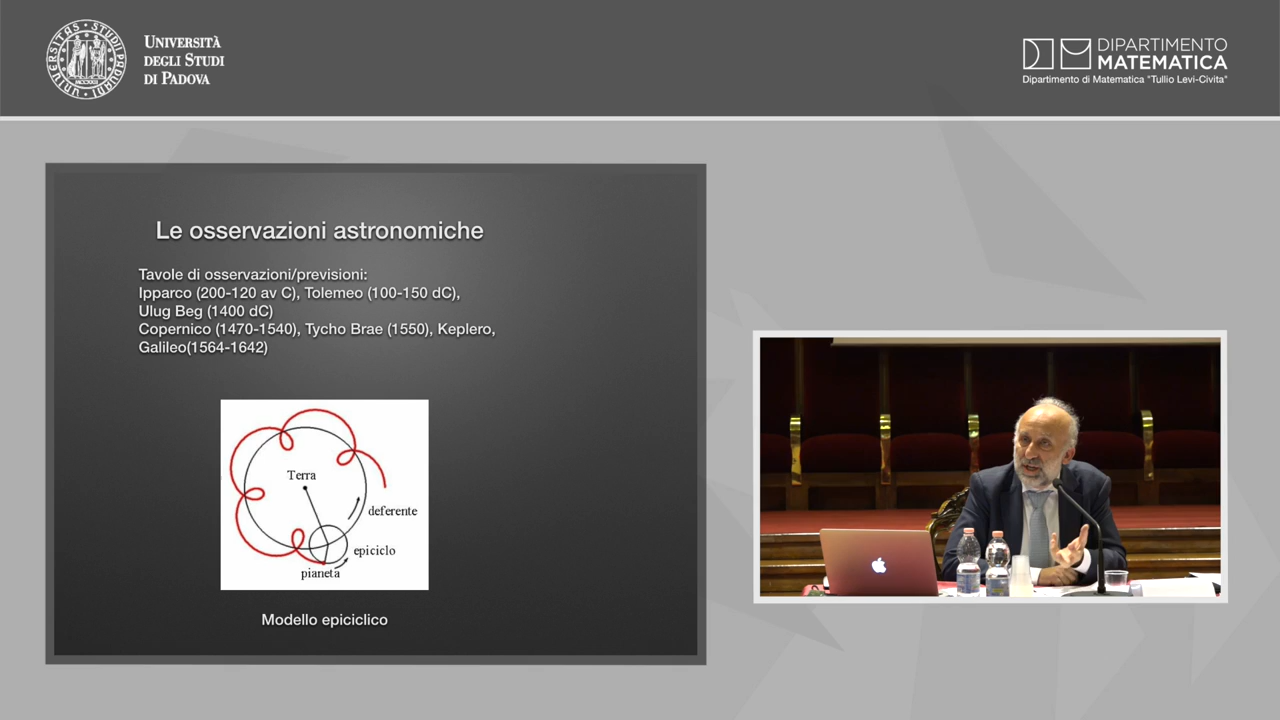 UNIVERSITÀ
DEGLI STUDI
DI PADOVA
DIPARTIMENTO
MATEMATICA
Dipartimento di Matematica "Tullio Levi-Civita"
Le osservazioni astronomiche
Tavole di osservazioni/previsioni:
Ipparco (200-120 av C), Tolemeo (100-150 dC),
Ulug Beg (1400 dC)
Copernico (1470-1540), Tycho Brae (1550), Keplero,
Galileo(1564-1642)
Terra
deferente
epiciclo
pianeta
Modello epiciclico